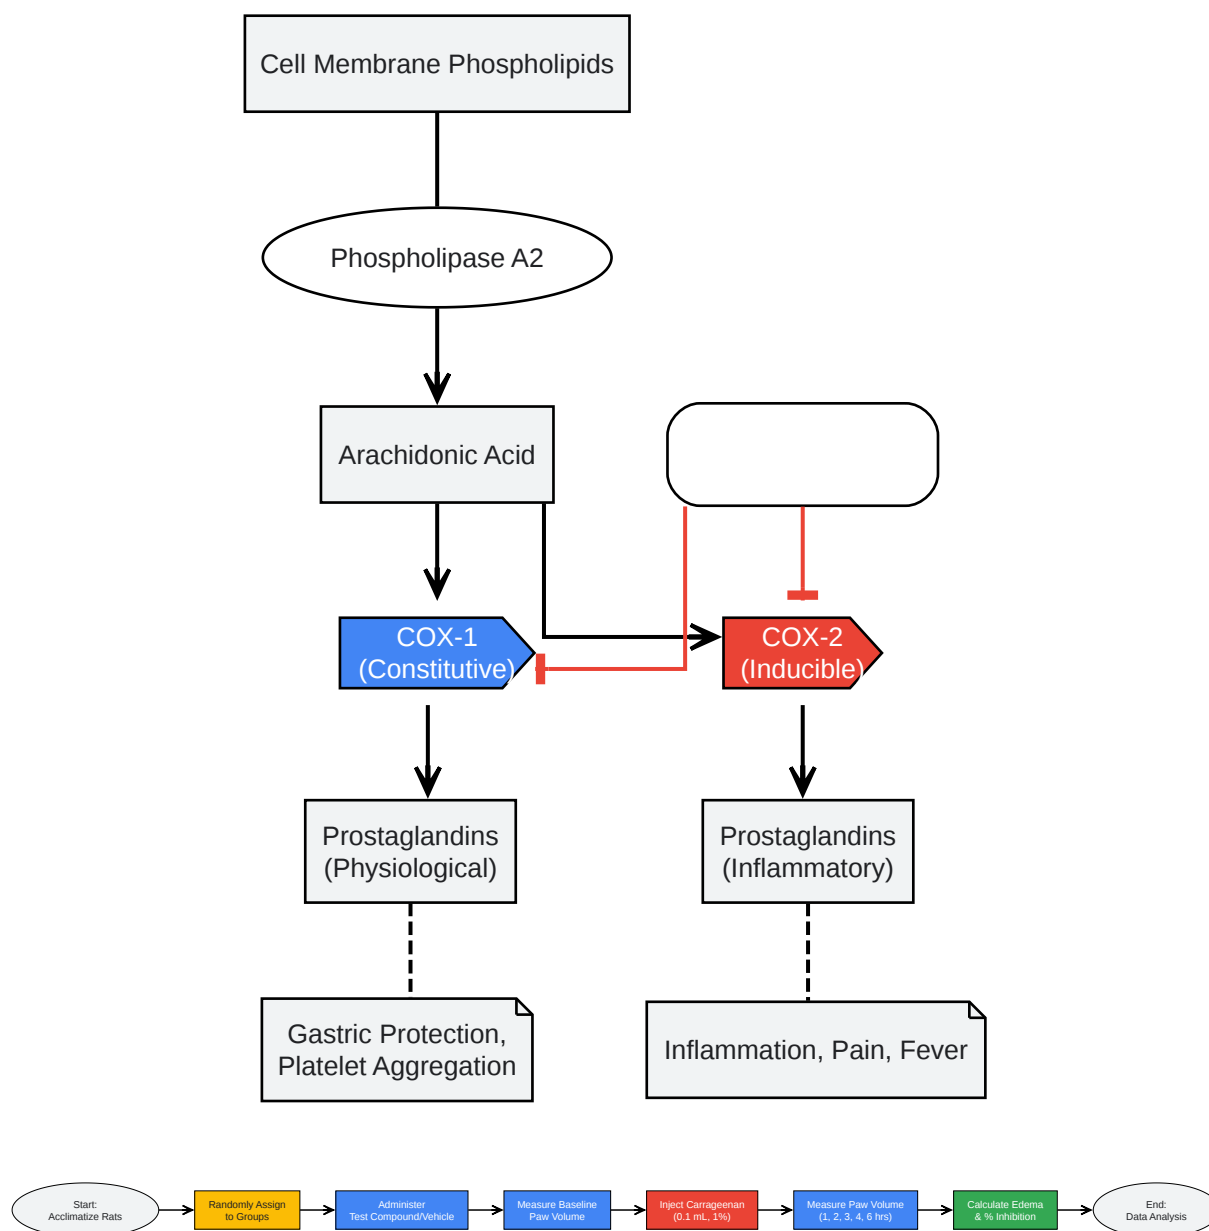 Cell Membrane Phospholipids
Phospholipase A2
Arachidonic Acid
COX-1
(Constitutive)
COX-2
(Inducible)
Prostaglandins
(Physiological)
Prostaglandins
(Inflammatory)
Gastric Protection,
Platelet Aggregation
Inflammation, Pain, Fever
Start:
Acclimatize Rats
Randomly Assign
to Groups
Administer
Test Compound/Vehicle
Measure Baseline
Paw Volume
Inject Carrageenan
(0.1 mL, 1%)
Measure Paw Volume
(1, 2, 3, 4, 6 hrs)
Calculate Edema
& % Inhibition
End:
Data Analysis